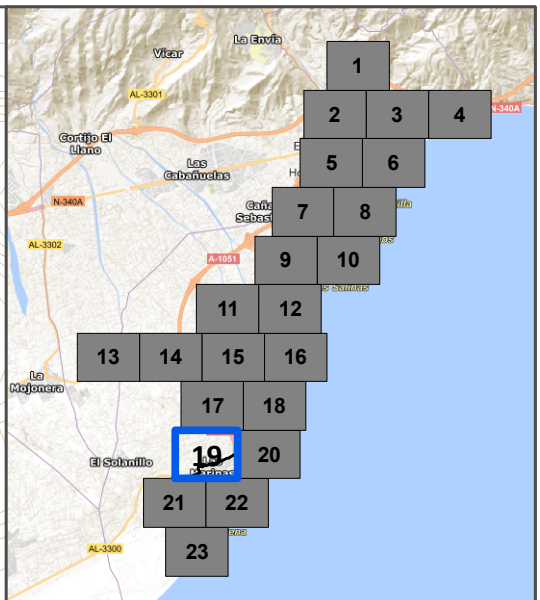 La Envía
Vícar
1
AL-3301
2 3 4
N-340A
Cortijo El
Llano
Las
Cabañuelas
5 6
N-340A
7 8
AL-3302
A-1051
9 10
s Salinas
11 12
13 14 15 16
La
Mojonera
17 18
El Solanillo
19 20
21 22
AL-3300
23